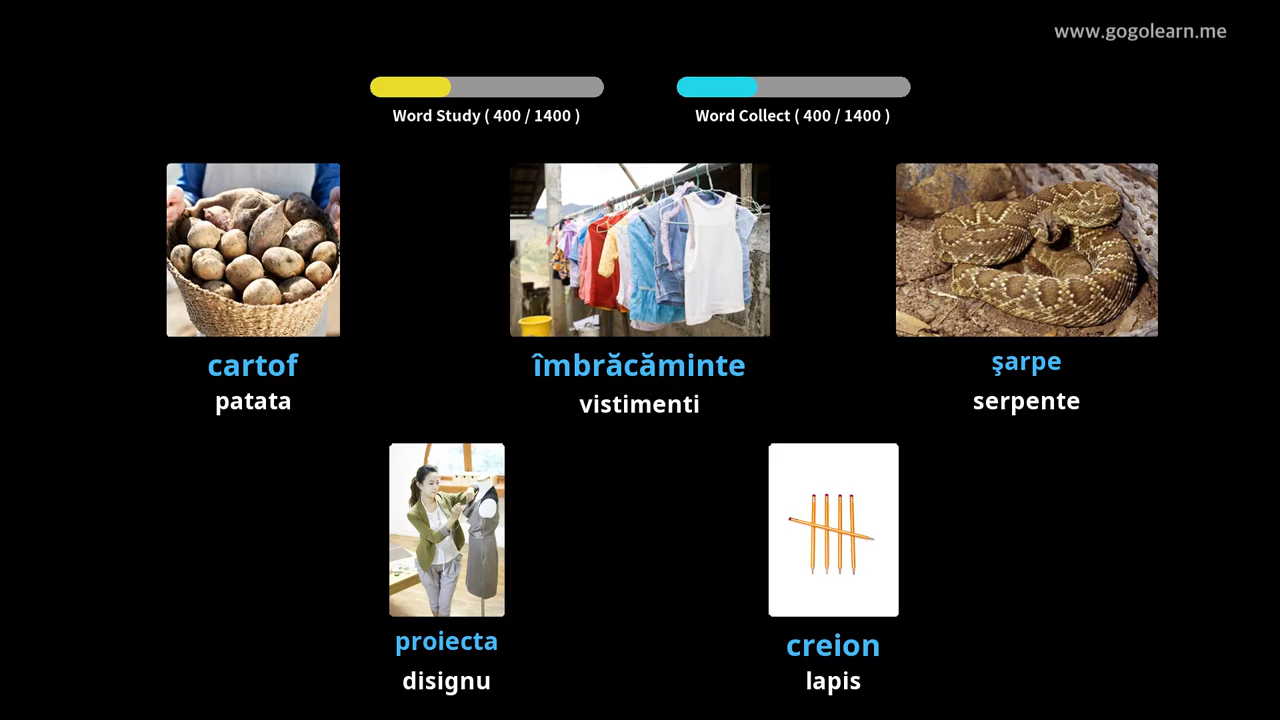 www.gogolearn.me
Word Study ( 400 / 1400 )
Word Collect ( 400 / 1400 )
cartof
patata
îmbrăcăminte
vistimenti
şarpe
serpente
proiecta
disignu
creion
lapis